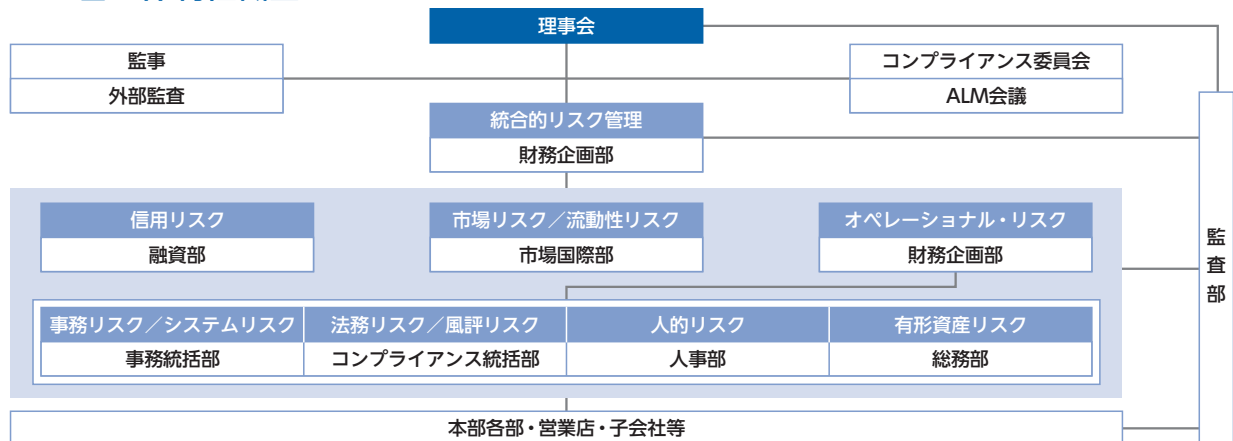 理事会
監事
外部監査
コンプライアンス委員会
ALM会議
統合的リスク管理
財務企画部
信用リスク
融資部
市場リスク／流動性リスク
市場国際部
オペレーショナル・リスク
財務企画部
事務リスク／システムリスク
事務統括部
法務リスク／風評リスク
コンプライアンス統括部
人的リスク
人事部
有形資産リスク
総務部
監査部
本部各部・営業店・子会社等